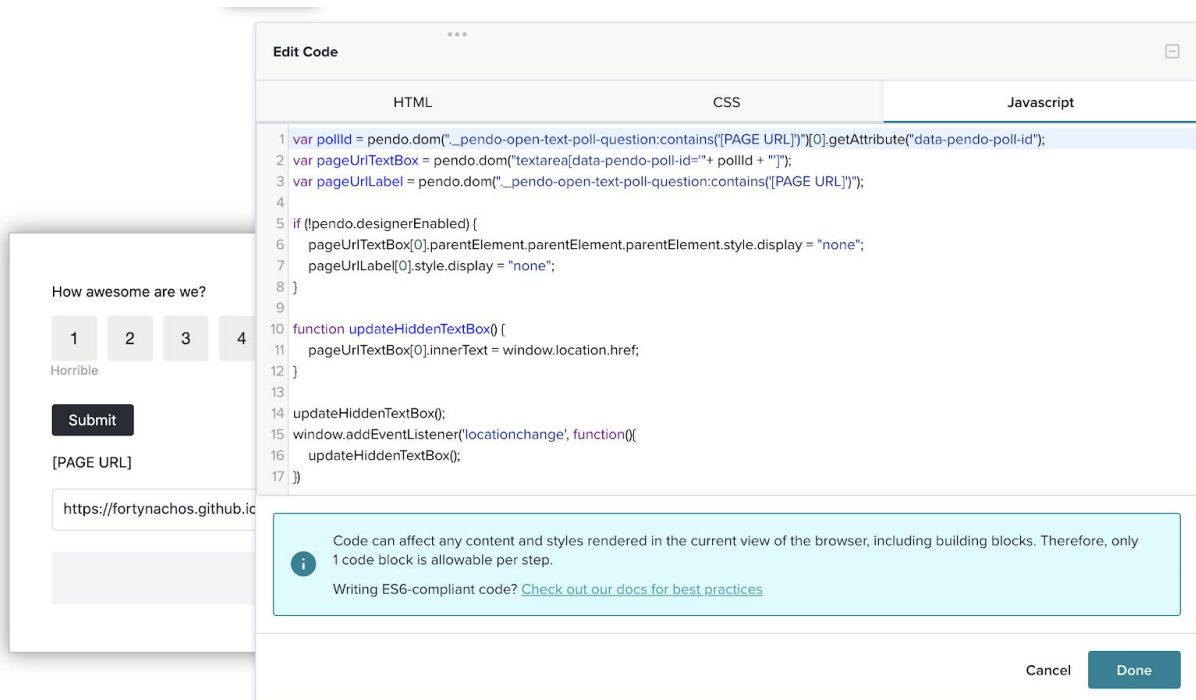 Edit Code
HTML
CSS
Javascript
1 var pollId = pendo.dom("._pendo-open-text-poll-question:contains('[PAGE URL]')")[0].getAttribute("data-pendo-poll-id");
2 var pageUrlTextBox = pendo.dom("textarea[data-pendo-poll-id='"+ pollId + "']");
3 var pageUrlLabel = pendo.dom("._pendo-open-text-poll-question:contains('[PAGE URL]')");
4
5 if (!pendo.designerEnabled) {
6 pageUrlTextBox[0].parentElement.parentElement.parentElement.style.display = "none";
7 pageUrlLabel[0].style.display = "none";
8 }
9
10 function updateHiddenTextBox() {
11 pageUrlTextBox[0].innerText = window.location.href;
12 }
13
14 updateHiddenTextBox();
15 window.addEventListener('locationchange', function(){
16 updateHiddenTextBox();
17 })
How awesome are we?
1 2 3 4
Horrible
Submit
[PAGE URL]
https://fortynachos.github.io
Code can affect any content and styles rendered in the current view of the browser, including building blocks. Therefore, only
1 code block is allowable per step.
Writing ES6-compliant code? Check out our docs for best practices
Cancel
Done